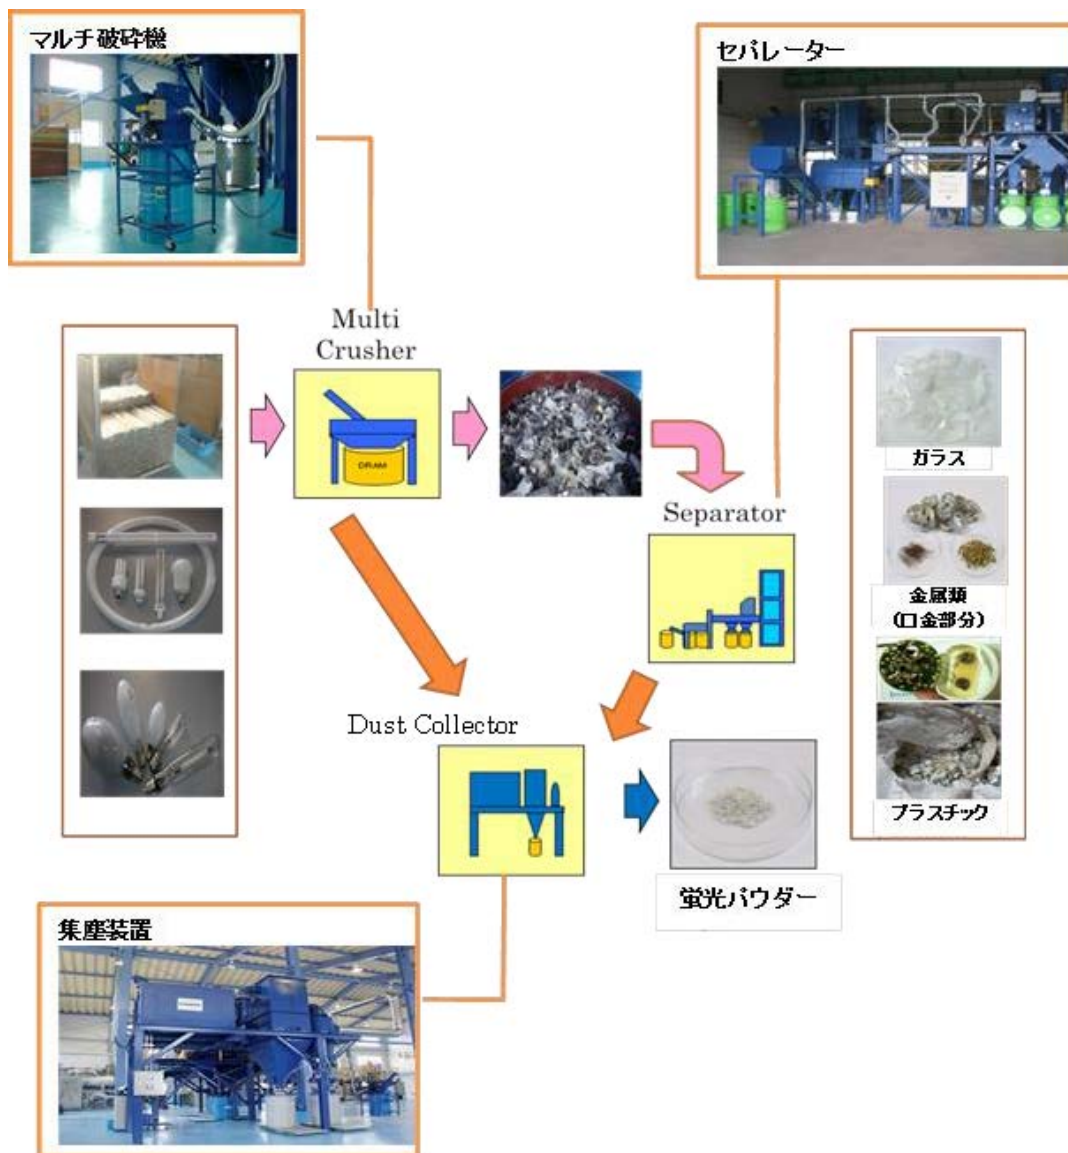 マルチ破砕機
セパレーター
Multi
Crusher
DRAM
Separator
ガラス
金属類
(口金部分)
プラスチック
Dust Collector
蛍光パウダー
集塵装置